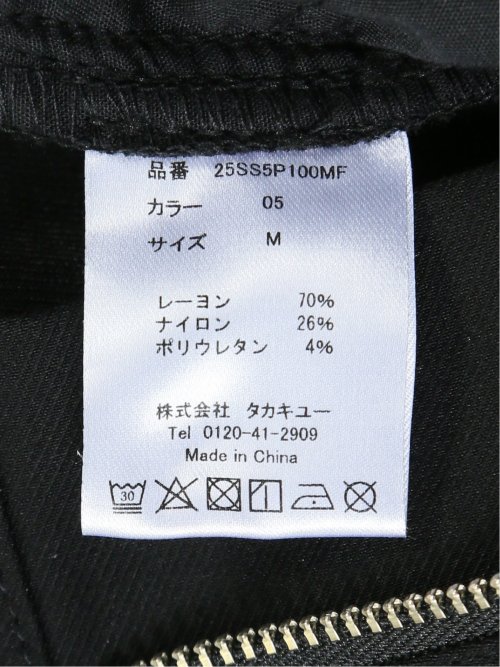 品番 25SS5P100MF
カラー 05
サイズ M
レーヨン 70%
ナイロン 26%
ポリウレタン 4%
株式会社 タカキュー
Tel 0120-41-2909
Made in China
30